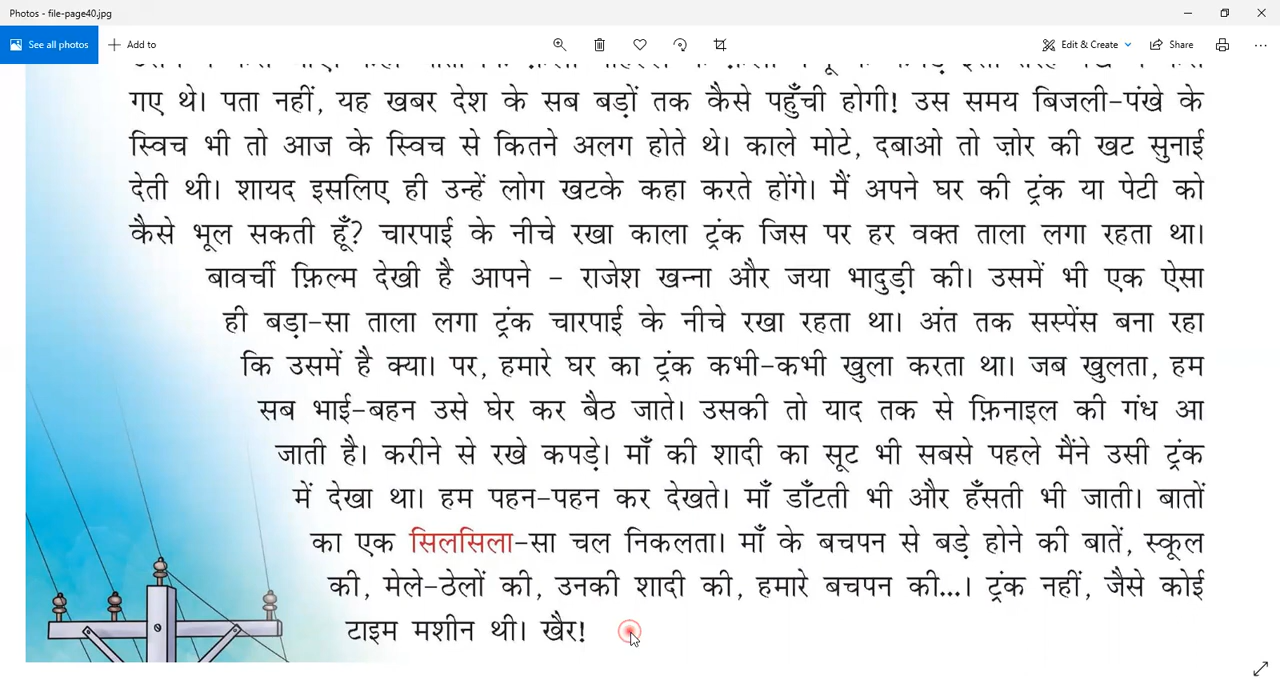 Photos - file-page40.jpg
See all photos
Add to
Edit & Create
Share
गए थे। पता नहीं, यह खबर देश के सब बड़ों तक कैसे पहुँची होगी! उस समय बिजली-पंखे के
स्विच भी तो आज के स्विच से कितने अलग होते थे। काले मोटे, दबाओ तो ज़ोर की खट सुनाई
देती थी। शायद इसलिए ही उन्हें लोग खटके कहा करते होंगे। मैं अपने घर की ट्रंक या पेटी को
कैसे भूल सकती हूँ? चारपाई के नीचे रखा काला ट्रंक जिस पर हर वक्त ताला लगा रहता था।
बावर्ची फ़िल्म देखी है आपने – राजेश खन्ना और जया भादुड़ी की। उसमें भी एक ऐसा
ही बड़ा-सा ताला लगा ट्रंक चारपाई के नीचे रखा रहता था। अंत तक सस्पेंस बना रहा
कि उसमें है क्या। पर, हमारे घर का ट्रंक कभी-कभी खुला करता था। जब खुलता, हम
सब भाई-बहन उसे घेर कर बैठ जाते। उसकी तो याद तक से फ़िनाइल की गंध आ
जाती है। करीने से रखे कपड़े। माँ की शादी का सूट भी सबसे पहले मैंने उसी ट्रंक
में देखा था। हम पहन-पहन कर देखते। माँ डाँटती भी और हँसती भी जाती। बातों
का एक सिलसिला-सा चल निकलता। माँ के बचपन से बड़े होने की बातें, स्कूल
की, मेले-ठेलों की, उनकी शादी की, हमारे बचपन की...। ट्रंक नहीं, जैसे कोई
टाइम मशीन थी। खैर!